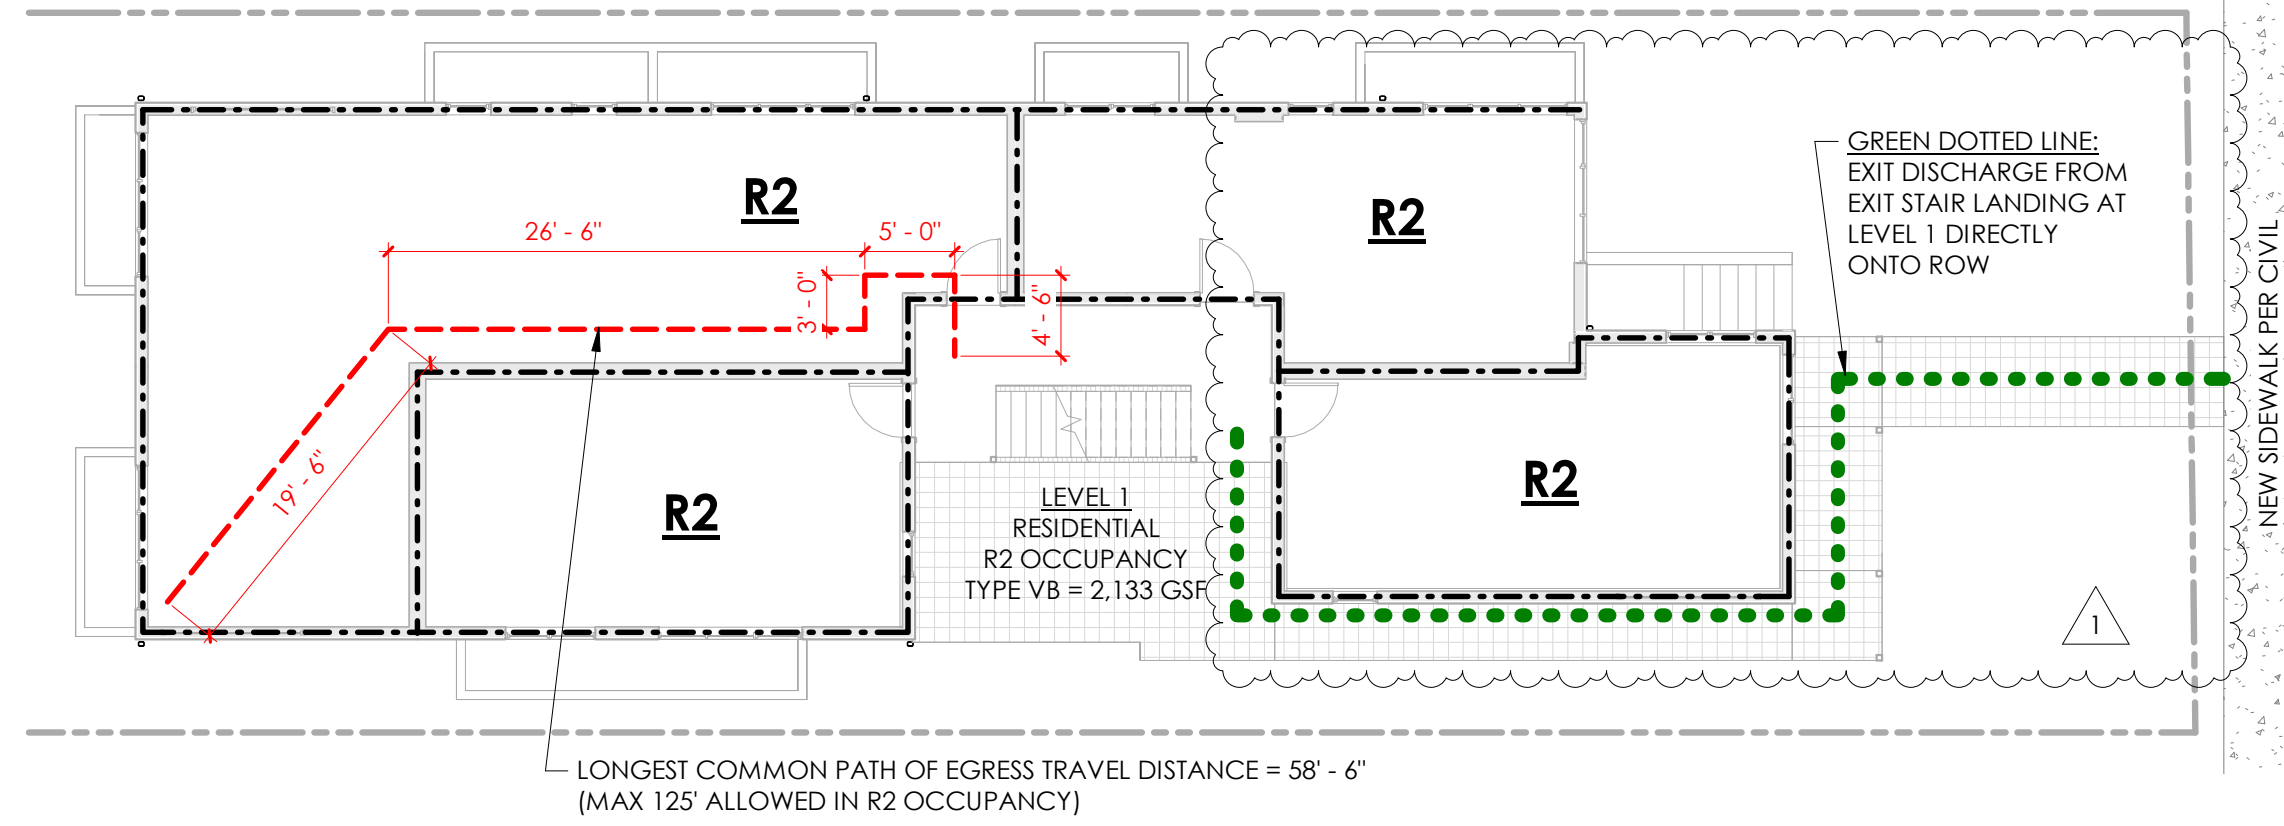 R2
R2
26' - 6"
5' - 0"
3' - 0"
4' - 6"
19' - 6"
GREEN DOTTED LINE:
EXIT DISCHARGE FROM
EXIT STAIR LANDING AT
LEVEL 1 DIRECTLY
ONTO ROW
NEW SIDEWALK PER CIVIL
R2
R2
LEVEL 1
RESIDENTIAL
R2 OCCUPANCY
TYPE VB = 2,133 GSF
1
LONGEST COMMON PATH OF EGRESS TRAVEL DISTANCE = 58' - 6"
(MAX 125' ALLOWED IN R2 OCCUPANCY)